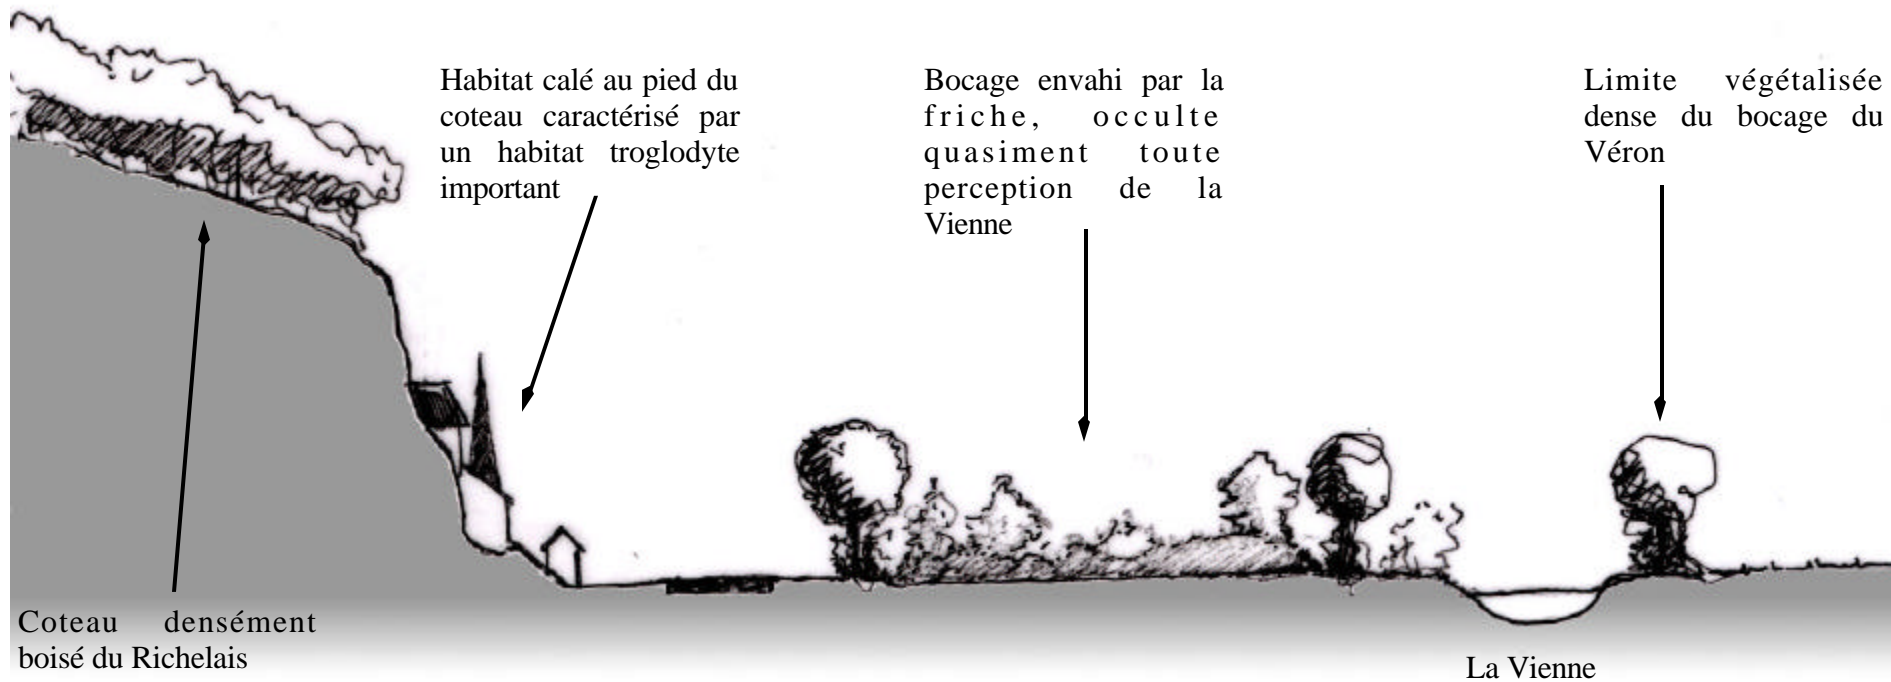 Habitat calé au pied du
coteau caractérisé par
un habitat troglodyte
important
Bocage envahi par la
friche, occulte
quasiment toute
perception de la
Vienne
Limite végétalisée
dense du bocage du
Véron
Coteau densément
boisé du Richelais
La Vienne